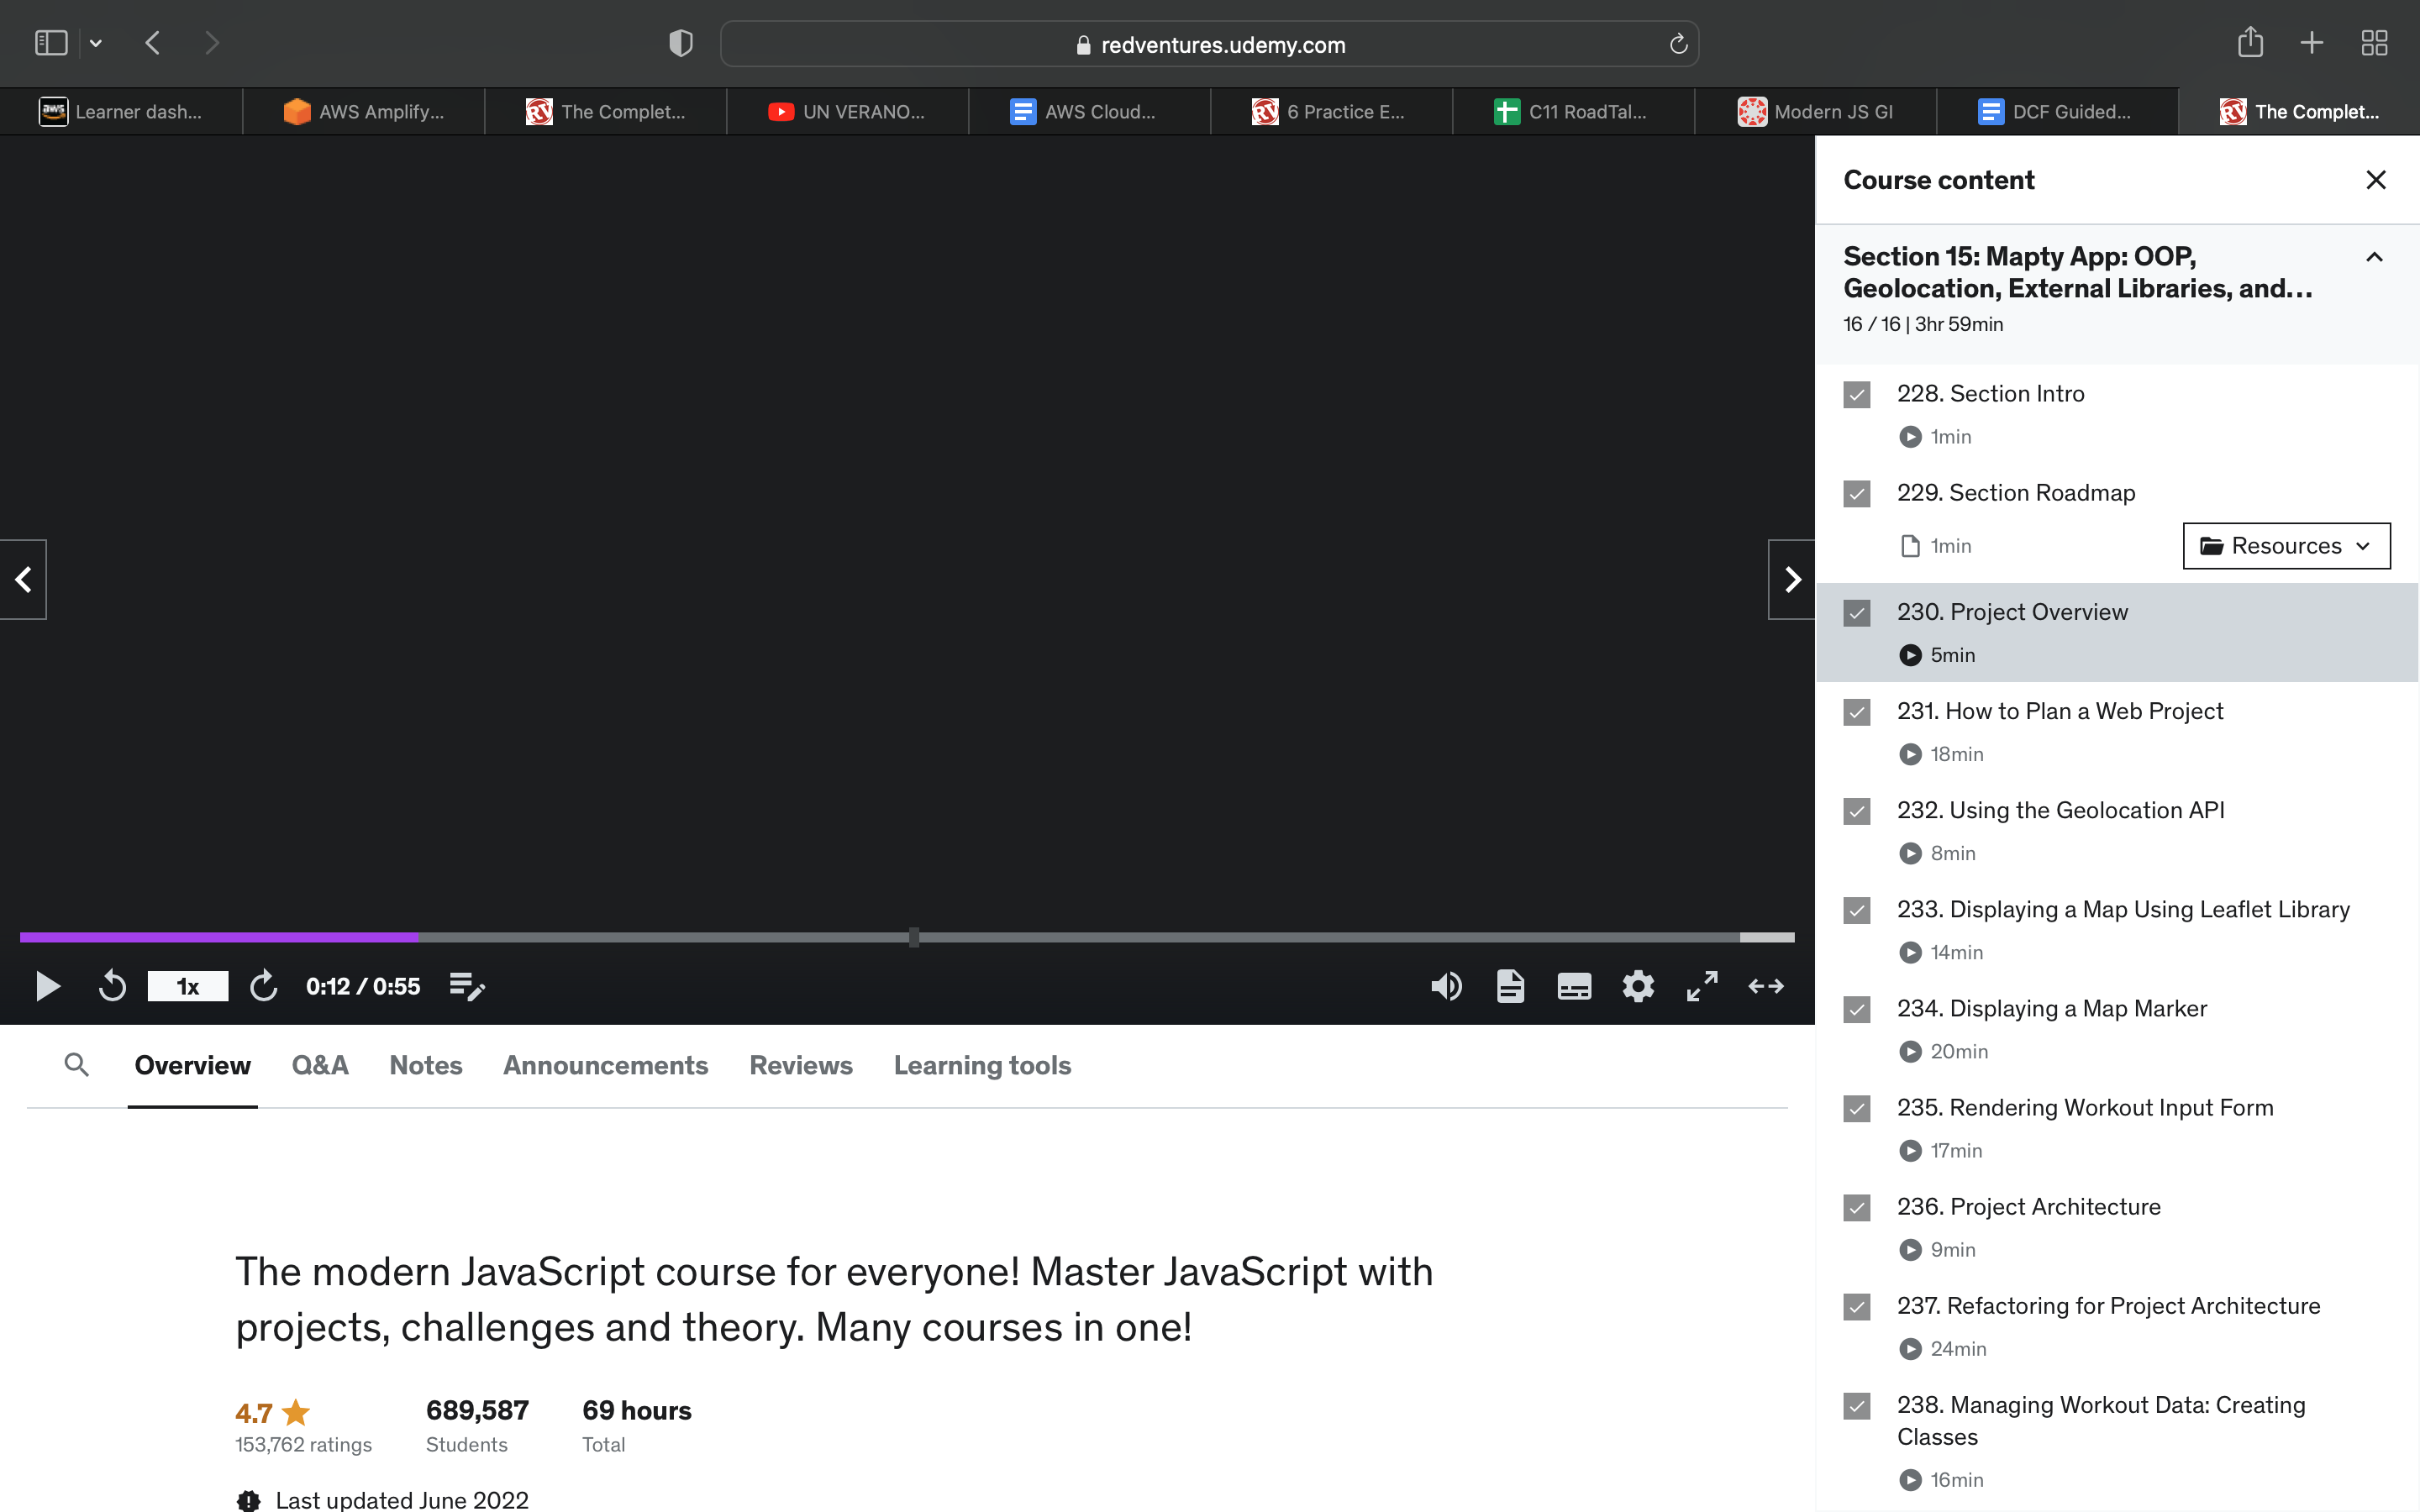 redventures.udemy.com
Learner dash...
AWS Amplify...
The Complet...
UN VERANO...
AWS Cloud...
6 Practice E...
C11 RoadTal...
Modern JS GI
DCF Guided...
The Complet...
Course content
Section 15: Mapty App: OOP,
Geolocation, External Libraries, and...
16 / 16 | 3hr 59min
228. Section Intro
1min
229. Section Roadmap
1min
Resources
230. Project Overview
5min
231. How to Plan a Web Project
18min
232. Using the Geolocation API
8min
233. Displaying a Map Using Leaflet Library
14min
234. Displaying a Map Marker
20min
235. Rendering Workout Input Form
17min
236. Project Architecture
9min
237. Refactoring for Project Architecture
24min
238. Managing Workout Data: Creating
Classes
16min
1x
0:12 / 0:55
Overview
Q&A
Notes
Announcements
Reviews
Learning tools
The modern JavaScript course for everyone! Master JavaScript with
projects, challenges and theory. Many courses in one!
4.7
153,762 ratings
689,587
Students
69 hours
Total
Last updated June 2022